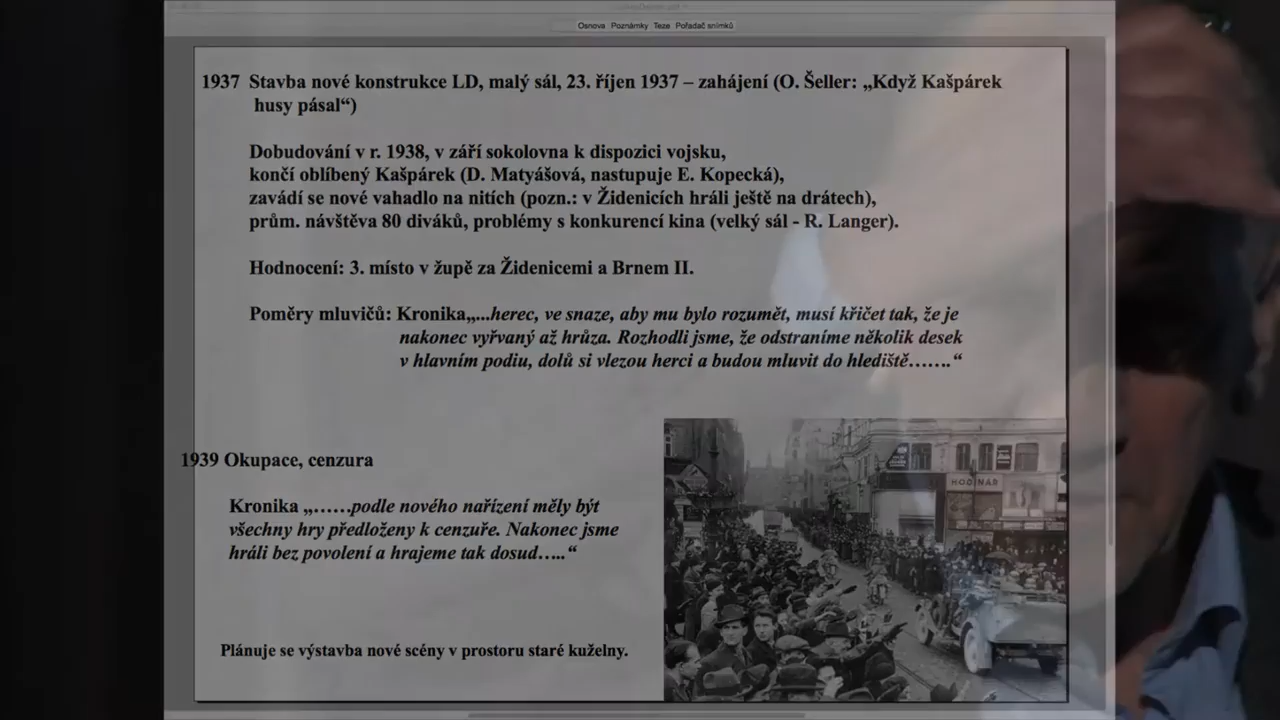 Osnova Poznámky Teze Pořadač snímků
1937 Stavba nové konstrukce LD, malý sál, 23. říjen 1937 – zahájení (O. Šeller: „Když Kašpárek
husy pásal“)
Dobudování v r. 1938, v září sokolovna k dispozici vojsku,
končí oblíbený Kašpárek (D. Matyášová, nastupuje E. Kopecká),
zavádí se nové vahadlo na nitích (pozn.: v Židenicích hráli ještě na drátech),
prům. návštěva 80 diváků, problémy s konkurencí kina (velký sál - R. Langer).
Hodnocení: 3. místo v župě za Židenicemi a Brnem II.
Poměry mluvičů: Kronika„...herec, ve snaze, aby mu bylo rozumět, musí křičet tak, že je
nakonec vyřvaný až hrůza. Rozhodli jsme, že odstraníme několik desek
v hlavním podiu, dolů si vlezou herci a budou mluvit do hlediště…….“
1939 Okupace, cenzura
Kronika „……podle nového nařízení měly být
všechny hry předloženy k cenzuře. Nakonec jsme
hráli bez povolení a hrajeme tak dosud…..“
HODINÁŘ
Plánuje se výstavba nové scény v prostoru staré kuželny.